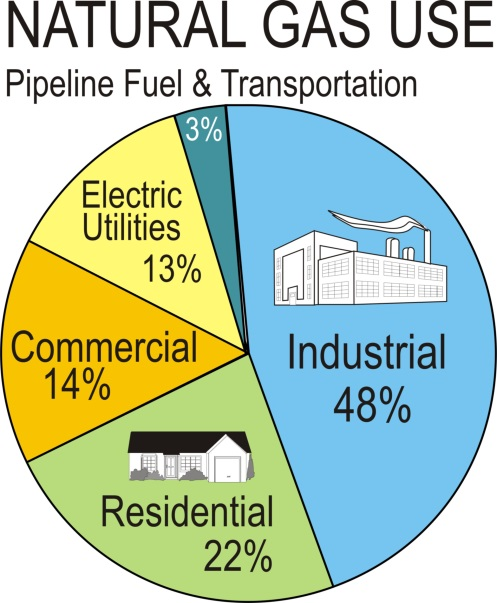 NATURAL GAS USE
Pipeline Fuel & Transportation
3%
Electric
Utilities
13%
Commercial
14%
Industrial
48%
Residential
22%